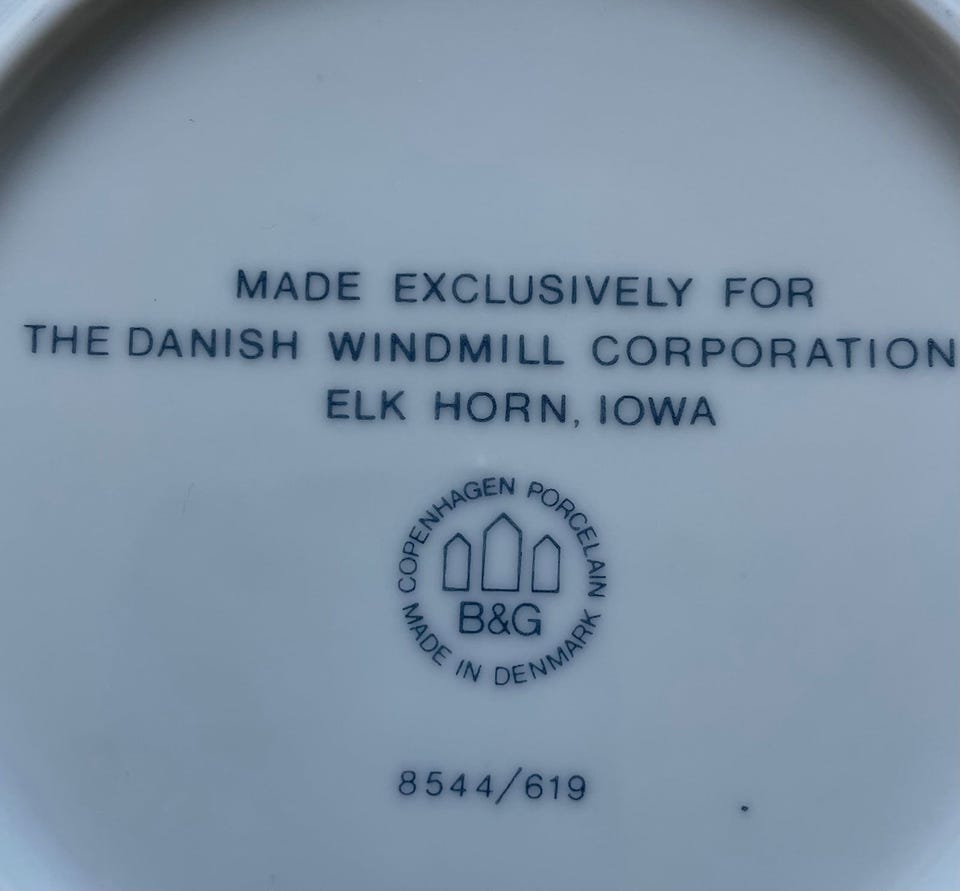 MADE EXCLUSIVELY FOR
THE DANISH WINDMILL CORPORATION
ELK HORN, IOWA
COPENHAGEN PORCELAIN
B&G
MADE IN DENMARK
8544/619